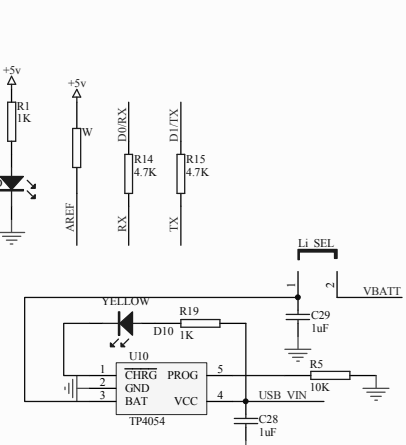 +5v
+5v
R1
1K
W
AREF
D0/RX
R14
4.7K
RX
D1/TX
R15
4.7K
TX
Li_SEL
1
2
VBATT
C29
1uF
YELLOW
D10
R19
1K
U10
1
CHRG
PROG
5
2
GND
3
BAT
VCC
4
TP4054
R5
10K
USB_VIN
C28
1uF